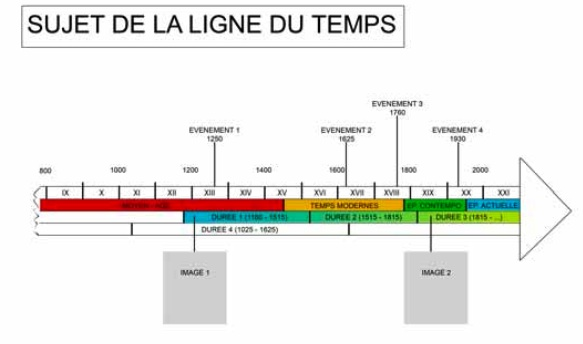 SUJET DE LA LIGNE DU TEMPS
EVENEMENT 3
1760
EVENEMENT 1
1250
EVENEMENT 2
1625
EVENEMENT 4
1930
800 1000 1200 1400 1600 1800 2000
IX X XI XII XIII XIV XV XVI XVII XVIII XIX XX XXI
MOYEN TEMPS MODERNES EP. CONTEMPO EP. ACTUELLE
DUREE 1 (1180 - 1515) DUREE 2 (1515 - 1815) DUREE 3 (1815 - ...)
DUREE 4 (1025 - 1625)
IMAGE 1
IMAGE 2